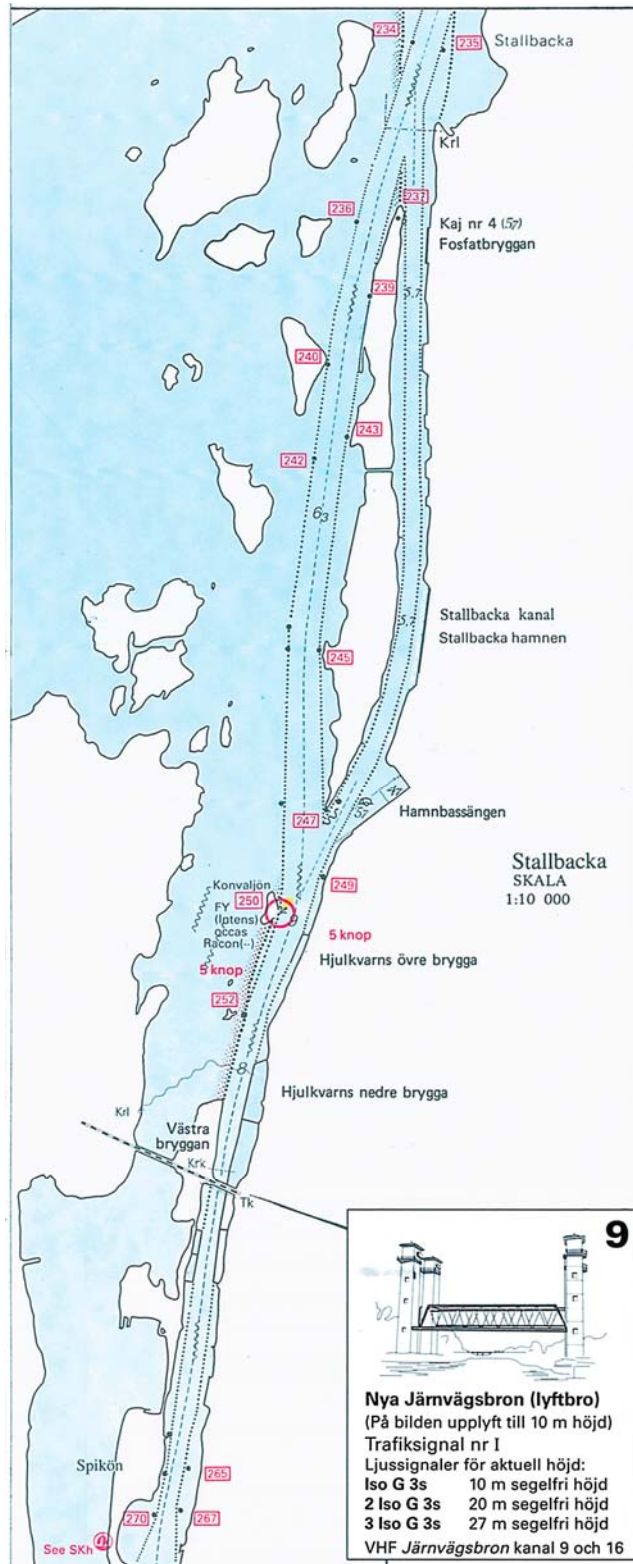 234
235
Stallbacka
Krl
237
236
Kaj nr 4 (57)
Fosfatbryggan
239
5.7
240
243
242
63
5.7
Stallbacka kanal
Stallbacka hamnen
245
47
57
247
Hamnbassängen
Stallbacka
SKALA
1:10 000
Konvaljön
250
249
FY
(Iptens)
occas
Racon(--)
5 knop
5 knop
Hjulkvarns övre brygga
252
8
Hjulkvarns nedre brygga
Krl
Västra
bryggan
Krk
Tk
9
Nya Järnvägsbron (lyftbro)
(På bilden upplyft till 10 m höjd)
Trafiksignal nr I
Ljussignaler för aktuell höjd:
Iso G 3s 10 m segelfri höjd
2 Iso G 3s 20 m segelfri höjd
3 Iso G 3s 27 m segelfri höjd
VHF Järnvägsbron kanal 9 och 16
Spikön
265
270
267
See SKh